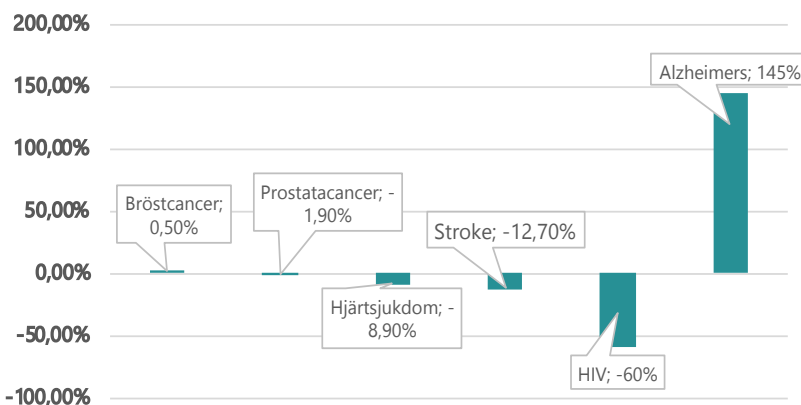 200,00%
150,00%
100,00%
50,00%
0,00%
-50,00%
-100,00%
Bröstcancer;
0,50%
Prostatacancer; -
1,90%
Hjärtsjukdom; -
8,90%
Stroke; -12,70%
HIV; -60%
Alzheimers; 145%